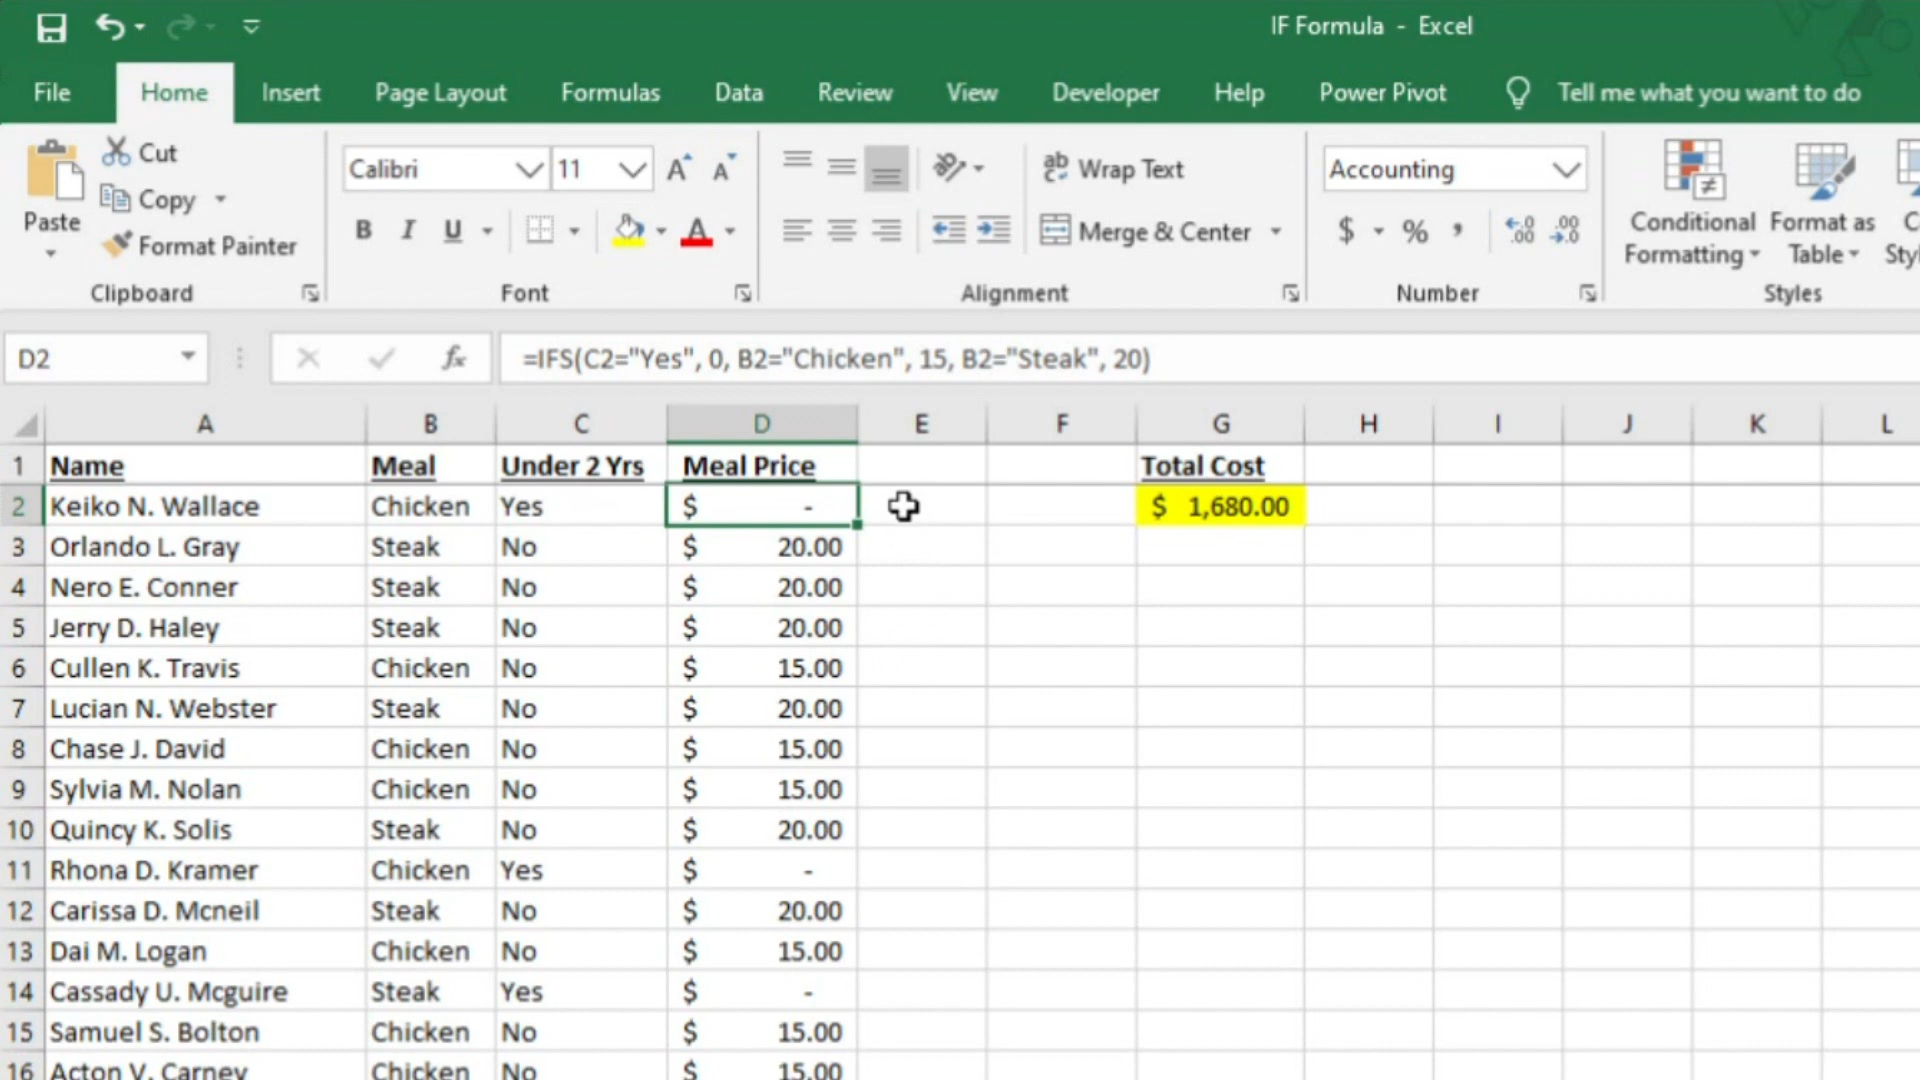 IF Formula - Excel
File Home Insert Page Layout Formulas Data Review View Developer Help Power Pivot Tell me what you want to do
Cut
Copy
Format Painter
Paste
Clipboard
Calibri 11
B I U
Font
Wrap Text
Merge & Center
Alignment
Accounting
$ % ,
Number
Conditional Formatting
Format as Table
Styles
D2 fx =IFS(C2="Yes", 0, B2="Chicken", 15, B2="Steak", 20)
A B C D E F G H I J K L
1 Name Meal Under 2 Yrs Meal Price Total Cost
2 Keiko N. Wallace Chicken Yes $ - $ 1,680.00
3 Orlando L. Gray Steak No $ 20.00
4 Nero E. Conner Steak No $ 20.00
5 Jerry D. Haley Steak No $ 20.00
6 Cullen K. Travis Chicken No $ 15.00
7 Lucian N. Webster Steak No $ 20.00
8 Chase J. David Chicken No $ 15.00
9 Sylvia M. Nolan Chicken No $ 15.00
10 Quincy K. Solis Steak No $ 20.00
11 Rhona D. Kramer Chicken Yes $ -
12 Carissa D. Mcneil Steak No $ 20.00
13 Dai M. Logan Chicken No $ 15.00
14 Cassady U. Mcguire Steak Yes $ -
15 Samuel S. Bolton Chicken No $ 15.00
16 Acton V. Carney Chicken No $ 15.00